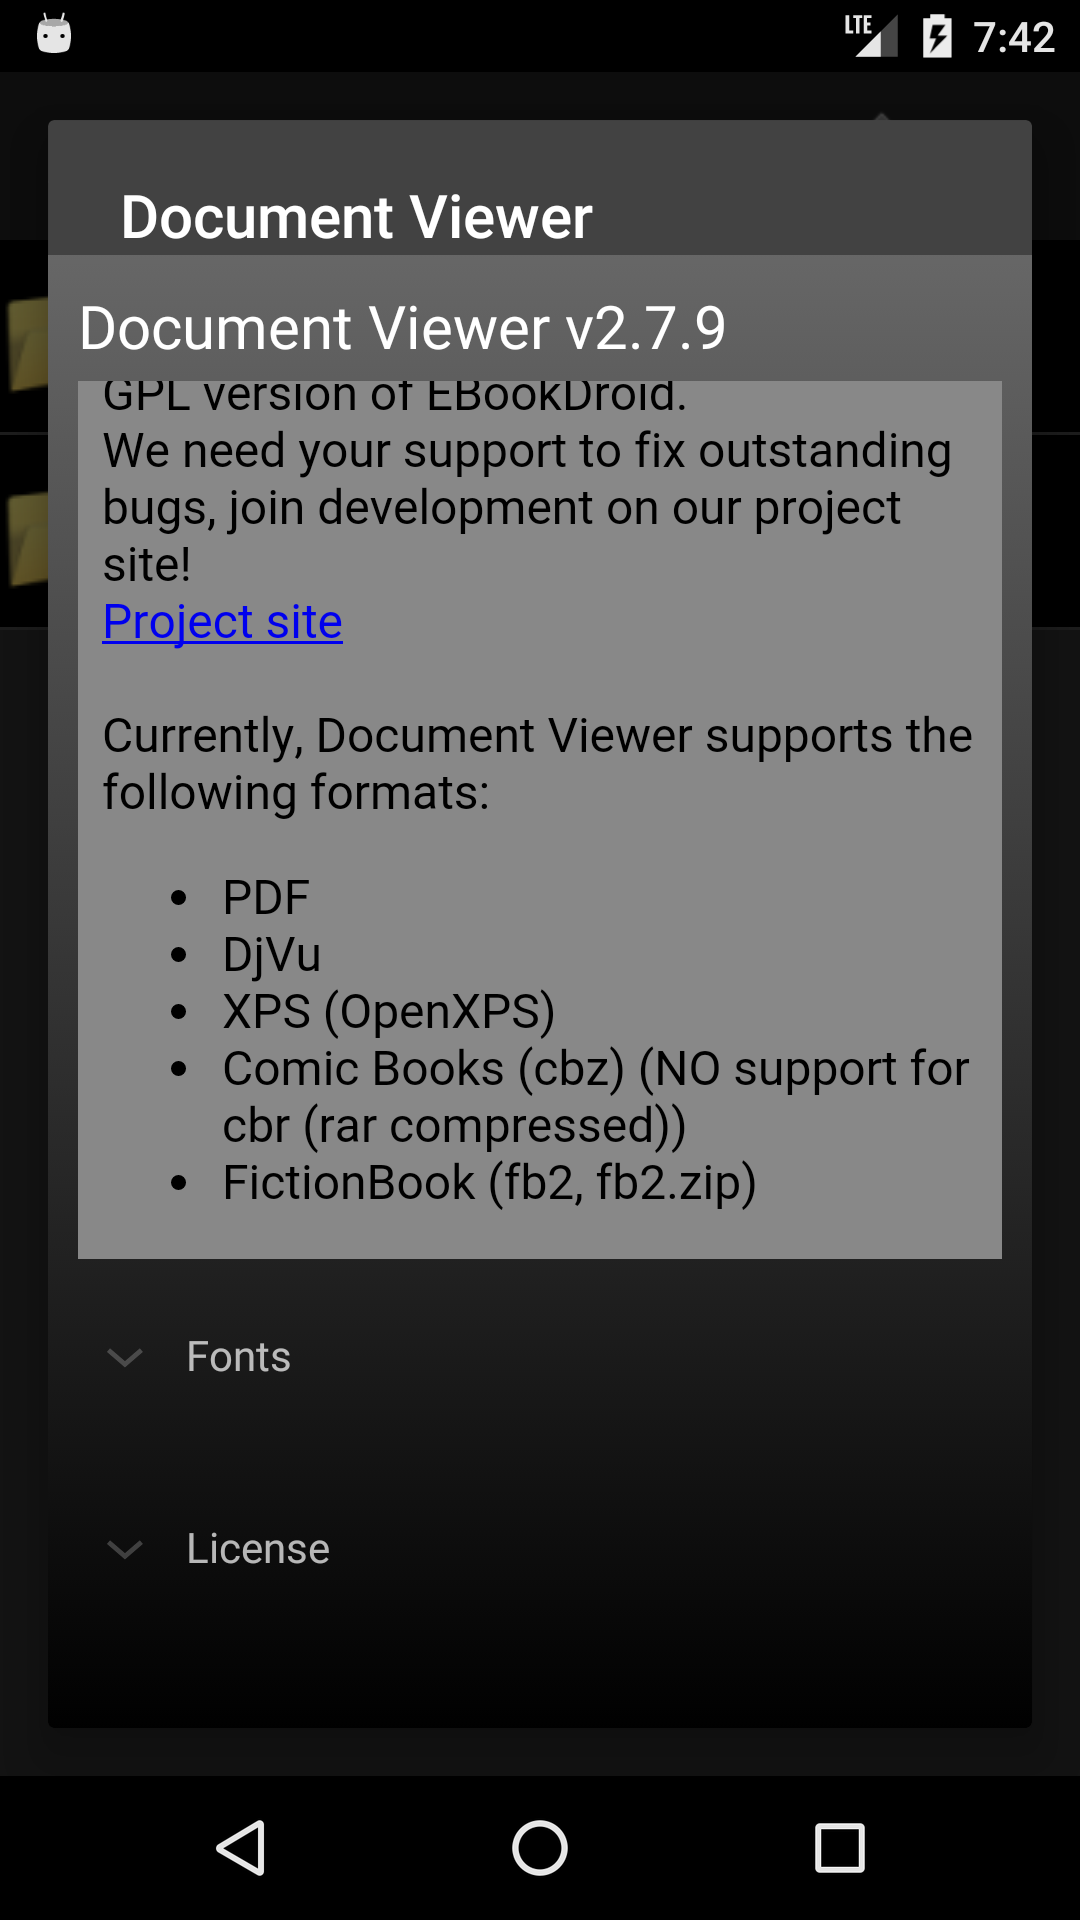 LTE 7:42
Document Viewer
Document Viewer v2.7.9
GPL version of EBookDroid.
We need your support to fix outstanding
bugs, join development on our project
site!
Project site
Currently, Document Viewer supports the
following formats:
• PDF
• DjVu
• XPS (OpenXPS)
• Comic Books (cbz) (NO support for
cbr (rar compressed))
• FictionBook (fb2, fb2.zip)
Fonts
License